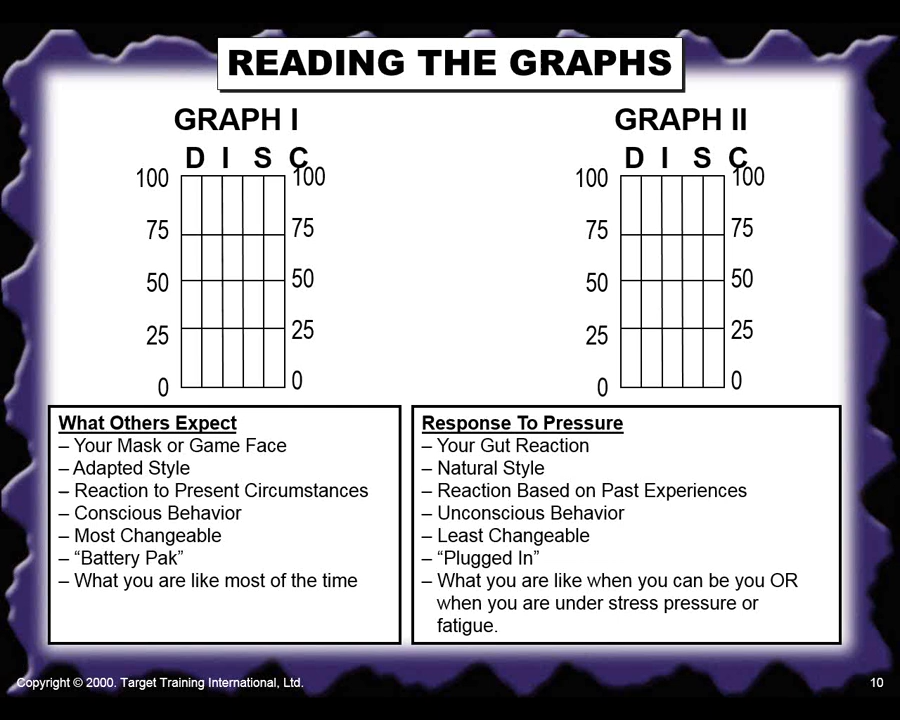 READING THE GRAPHS
GRAPH I
D I S C
100 100
75 75
50 50
25 25
0 0
GRAPH II
D I S C
100 100
75 75
50 50
25 25
0 0
What Others Expect
– Your Mask or Game Face
– Adapted Style
– Reaction to Present Circumstances
– Conscious Behavior
– Most Changeable
– “Battery Pak”
– What you are like most of the time
Response To Pressure
– Your Gut Reaction
– Natural Style
– Reaction Based on Past Experiences
– Unconscious Behavior
– Least Changeable
– “Plugged In”
– What you are like when you can be you OR
when you are under stress pressure or
fatigue.
Copyright © 2000. Target Training International, Ltd.
10